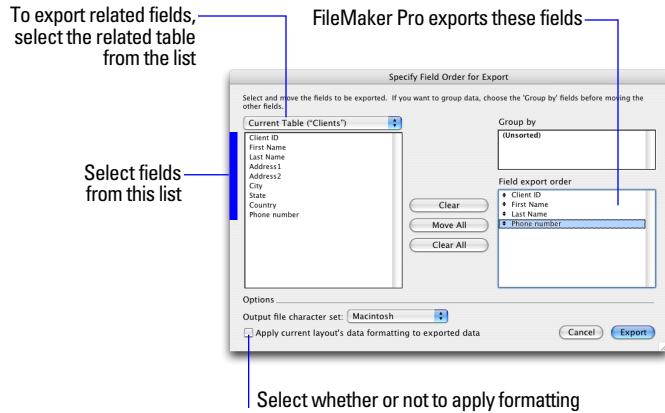 To export related fields,
select the related table
from the list
FileMaker Pro exports these fields
Specify Field Order for Export
Select and move the fields to be exported. If you want to group data, choose the 'Group by' fields before moving the
other fields.
Current Table ("Clients")
Group by
(Unsorted)
Select fields
from this list
Client ID
First Name
Last Name
Address1
Address2
City
State
Country
Phone number
Clear
Move All
Clear All
Field export order
Client ID
First Name
Last Name
Phone number
Options
Output file character set: Macintosh
Apply current layout's data formatting to exported data
Cancel
Export
Select whether or not to apply formatting